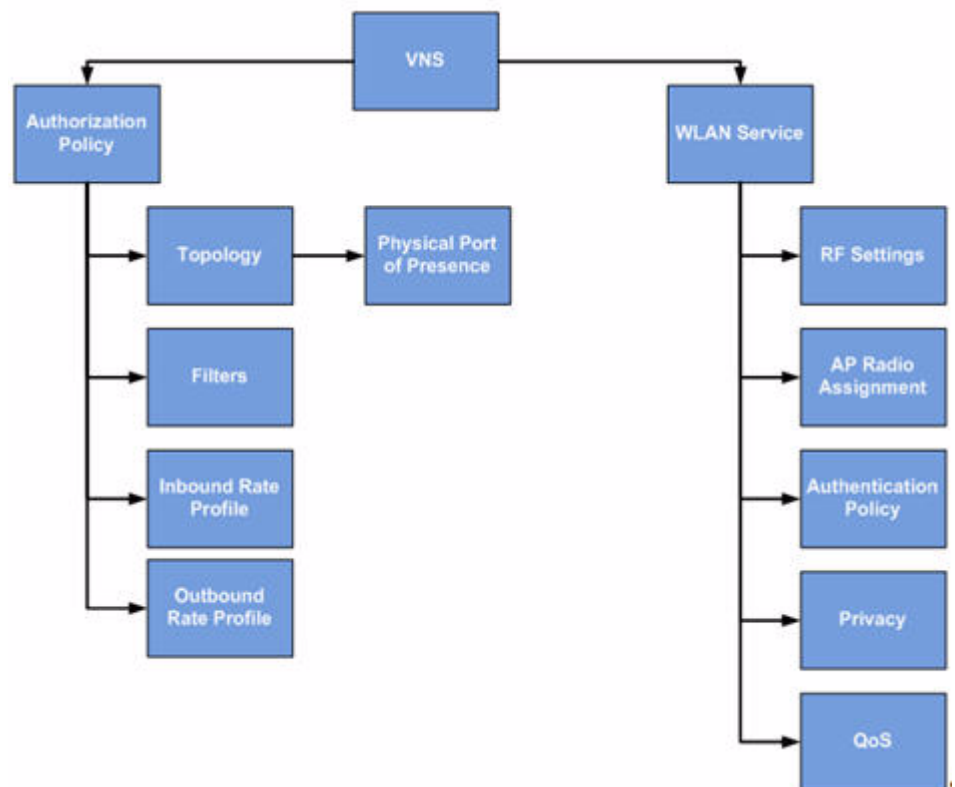 VNS
Authorization
Policy
WLAN Service
Topology
Physical Port
of Presence
RF Settings
Filters
AP Radio
Assignment
Inbound Rate
Profile
Authentication
Policy
Outbound
Rate Profile
Privacy
QoS